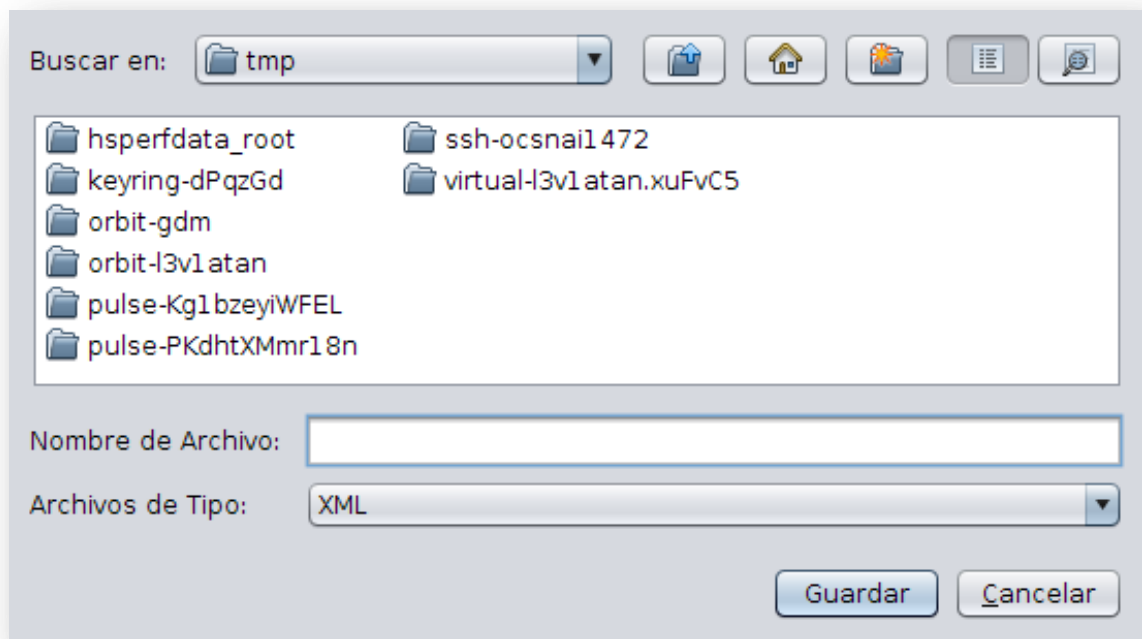 Buscar en: tmp
hsperfdata_root
keyring-dPqzGd
orbit-gdm
orbit-l3v1atan
pulse-Kg1bzeyiWFEL
pulse-PKdhtXMmr18n
ssh-ocsnai1472
virtual-l3v1atan.xuFvC5
Nombre de Archivo:
Archivos de Tipo: XML
Guardar Cancelar